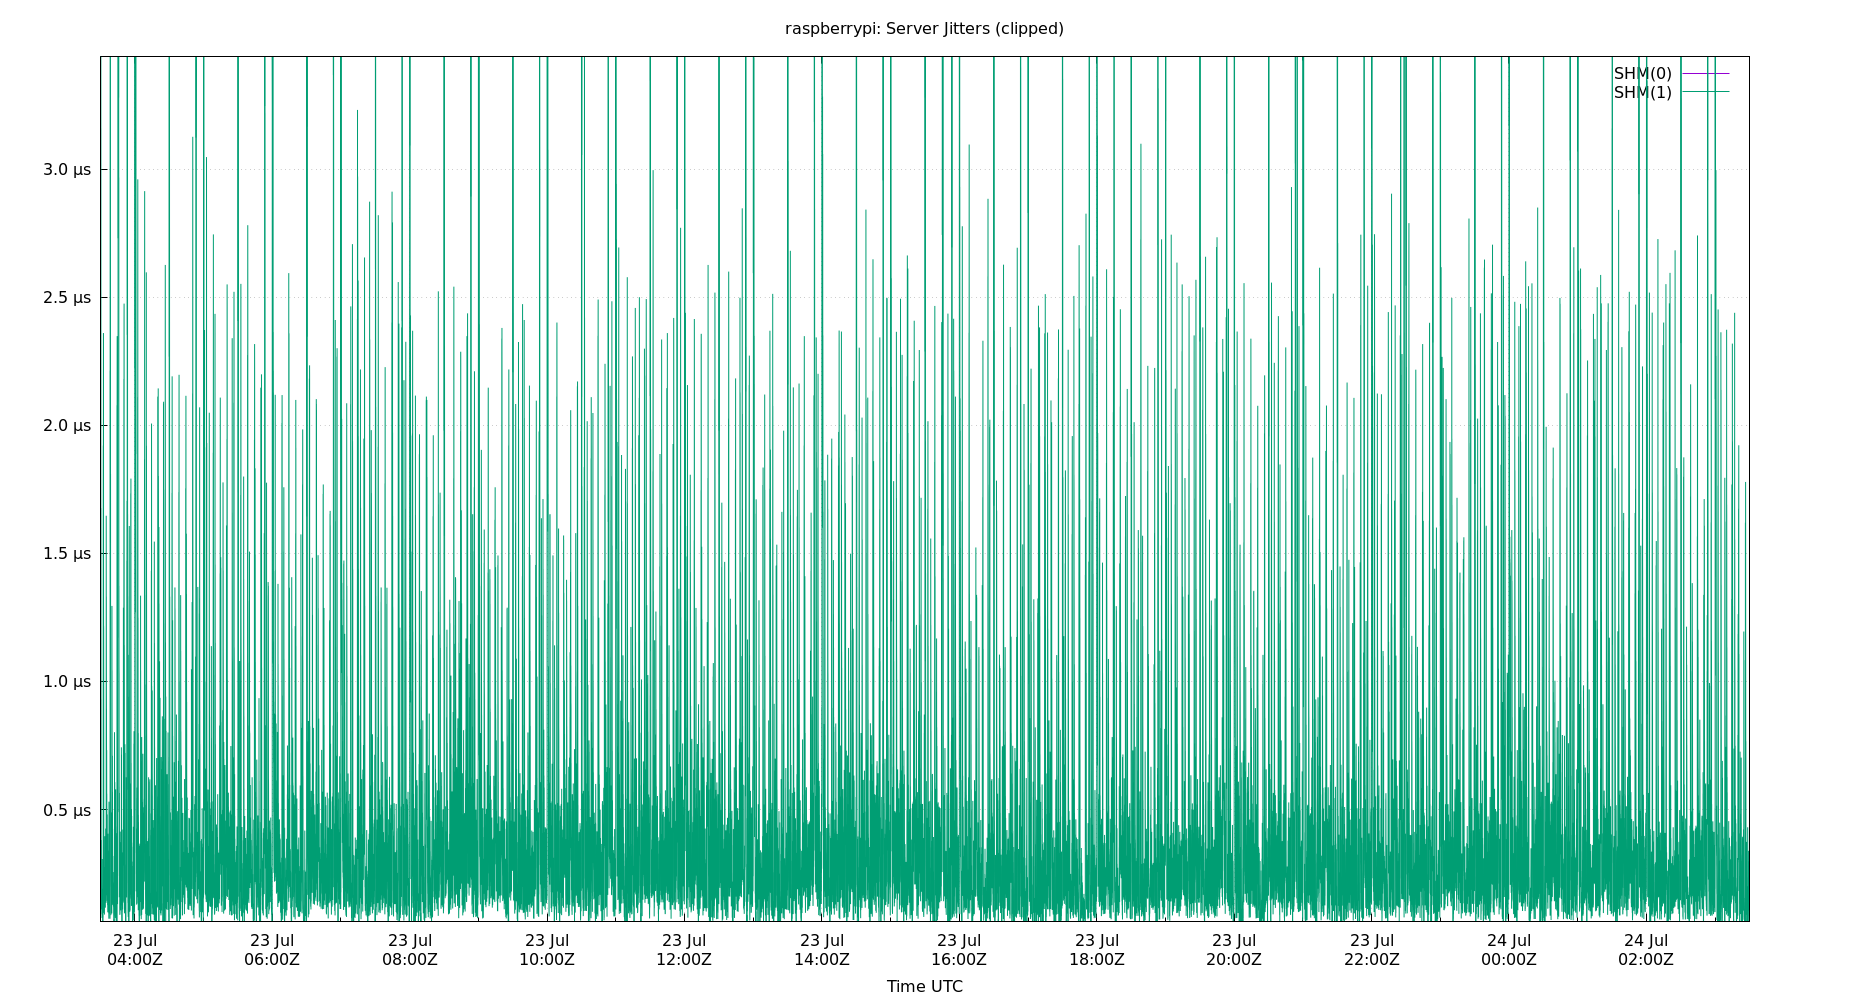 raspberrypi: Server Jitters (clipped)
SHM(0)
SHM(1)
3.0 µs
2.5 µs
2.0 µs
1.5 µs
1.0 µs
0.5 µs
23 Jul 23 Jul 23 Jul 23 Jul 23 Jul 23 Jul 23 Jul 23 Jul 23 Jul 23 Jul 24 Jul 24 Jul
04:00Z 06:00Z 08:00Z 10:00Z 12:00Z 14:00Z 16:00Z 18:00Z 20:00Z 22:00Z 00:00Z 02:00Z
Time UTC